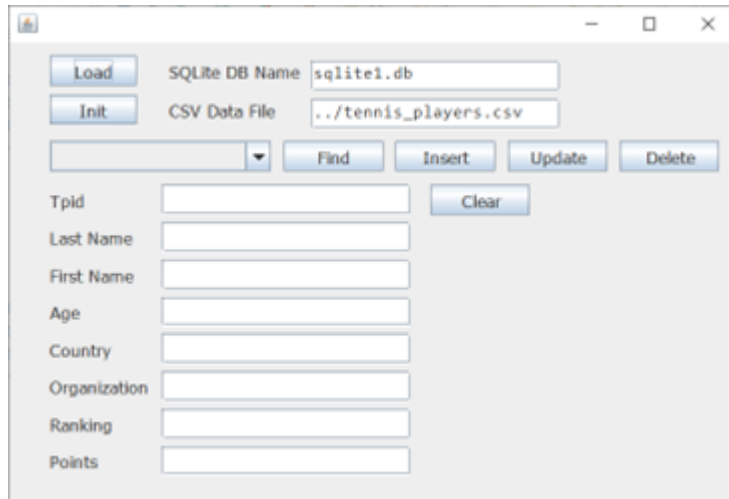 Load SQLite DB Name sqlite1.db
Init CSV Data File ../tennis_players.csv
Find Insert Update Delete
Tpid Clear
Last Name
First Name
Age
Country
Organization
Ranking
Points